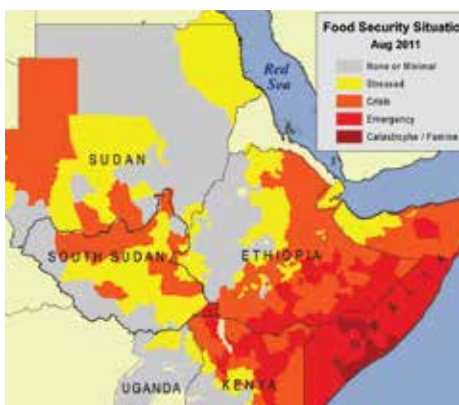 Food Security Situatio
Aug 2011
None or Minimal
Stressed
Crisis
Emergency
Catastrophe / Famine
Red
Sea
SUDAN
SOUTH SUDAN
ETHIOPIA
UGANDA
KENYA